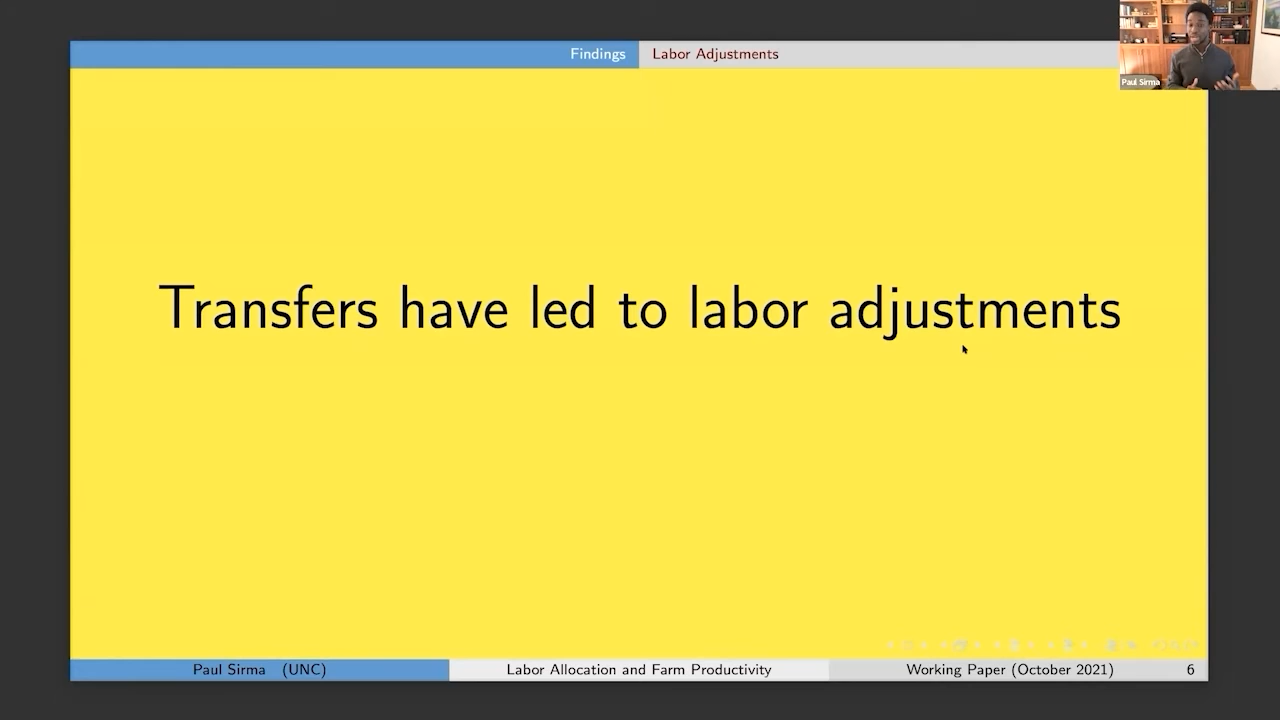 Findings
Labor Adjustments
Paul Sirma
Transfers have led to labor adjustments
Paul Sirma (UNC)
Labor Allocation and Farm Productivity
Working Paper (October 2021)
6